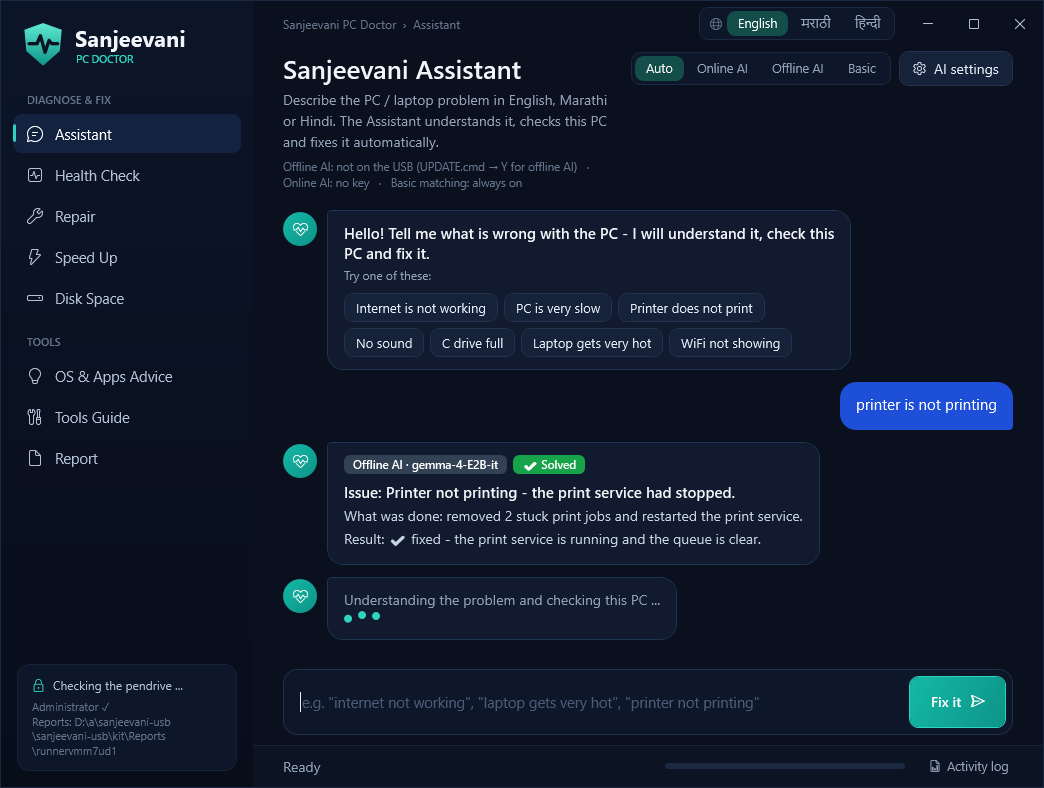 Sanjeevani
PC DOCTOR
DIAGNOSE & FIX
Assistant
Health Check
Repair
Speed Up
Disk Space
TOOLS
OS & Apps Advice
Tools Guide
Report
Checking the pendrive ...
Administrator ✓
Reports: D:\a\sanjeevani-usb
\sanjeevani-usb\kit\Reports
\runnervmm7ud1
Sanjeevani PC Doctor › Assistant
English मराठी हिन्दी
Sanjeevani Assistant
Auto Online AI Offline AI Basic
AI settings
Describe the PC / laptop problem in English, Marathi
or Hindi. The Assistant understands it, checks this PC
and fixes it automatically.
Offline AI: not on the USB (UPDATE.cmd → Y for offline AI) ·
Online AI: no key · Basic matching: always on
Hello! Tell me what is wrong with the PC - I will understand it, check this
PC and fix it.
Try one of these:
Internet is not working PC is very slow Printer does not print
No sound C drive full Laptop gets very hot WiFi not showing
printer is not printing
Offline AI · gemma-4-E2B-it ✔ Solved
Issue: Printer not printing - the print service had stopped.
What was done: removed 2 stuck print jobs and restarted the print service.
Result: ✔ fixed - the print service is running and the queue is clear.
Understanding the problem and checking this PC ...
e.g. "internet not working", "laptop gets very hot", "printer not printing"
Fix it
Ready
Activity log